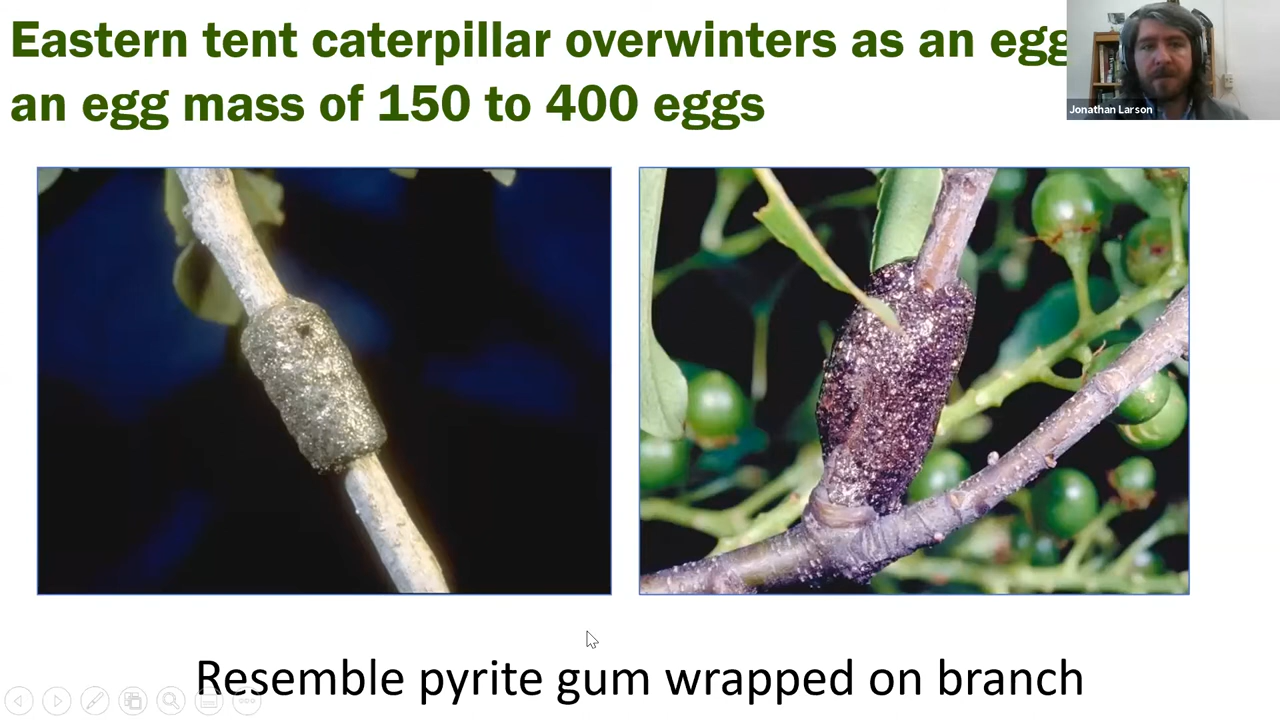 Eastern tent caterpillar overwinters as an egg
an egg mass of 150 to 400 eggs
Jonathan Larson
Resemble pyrite gum wrapped on branch